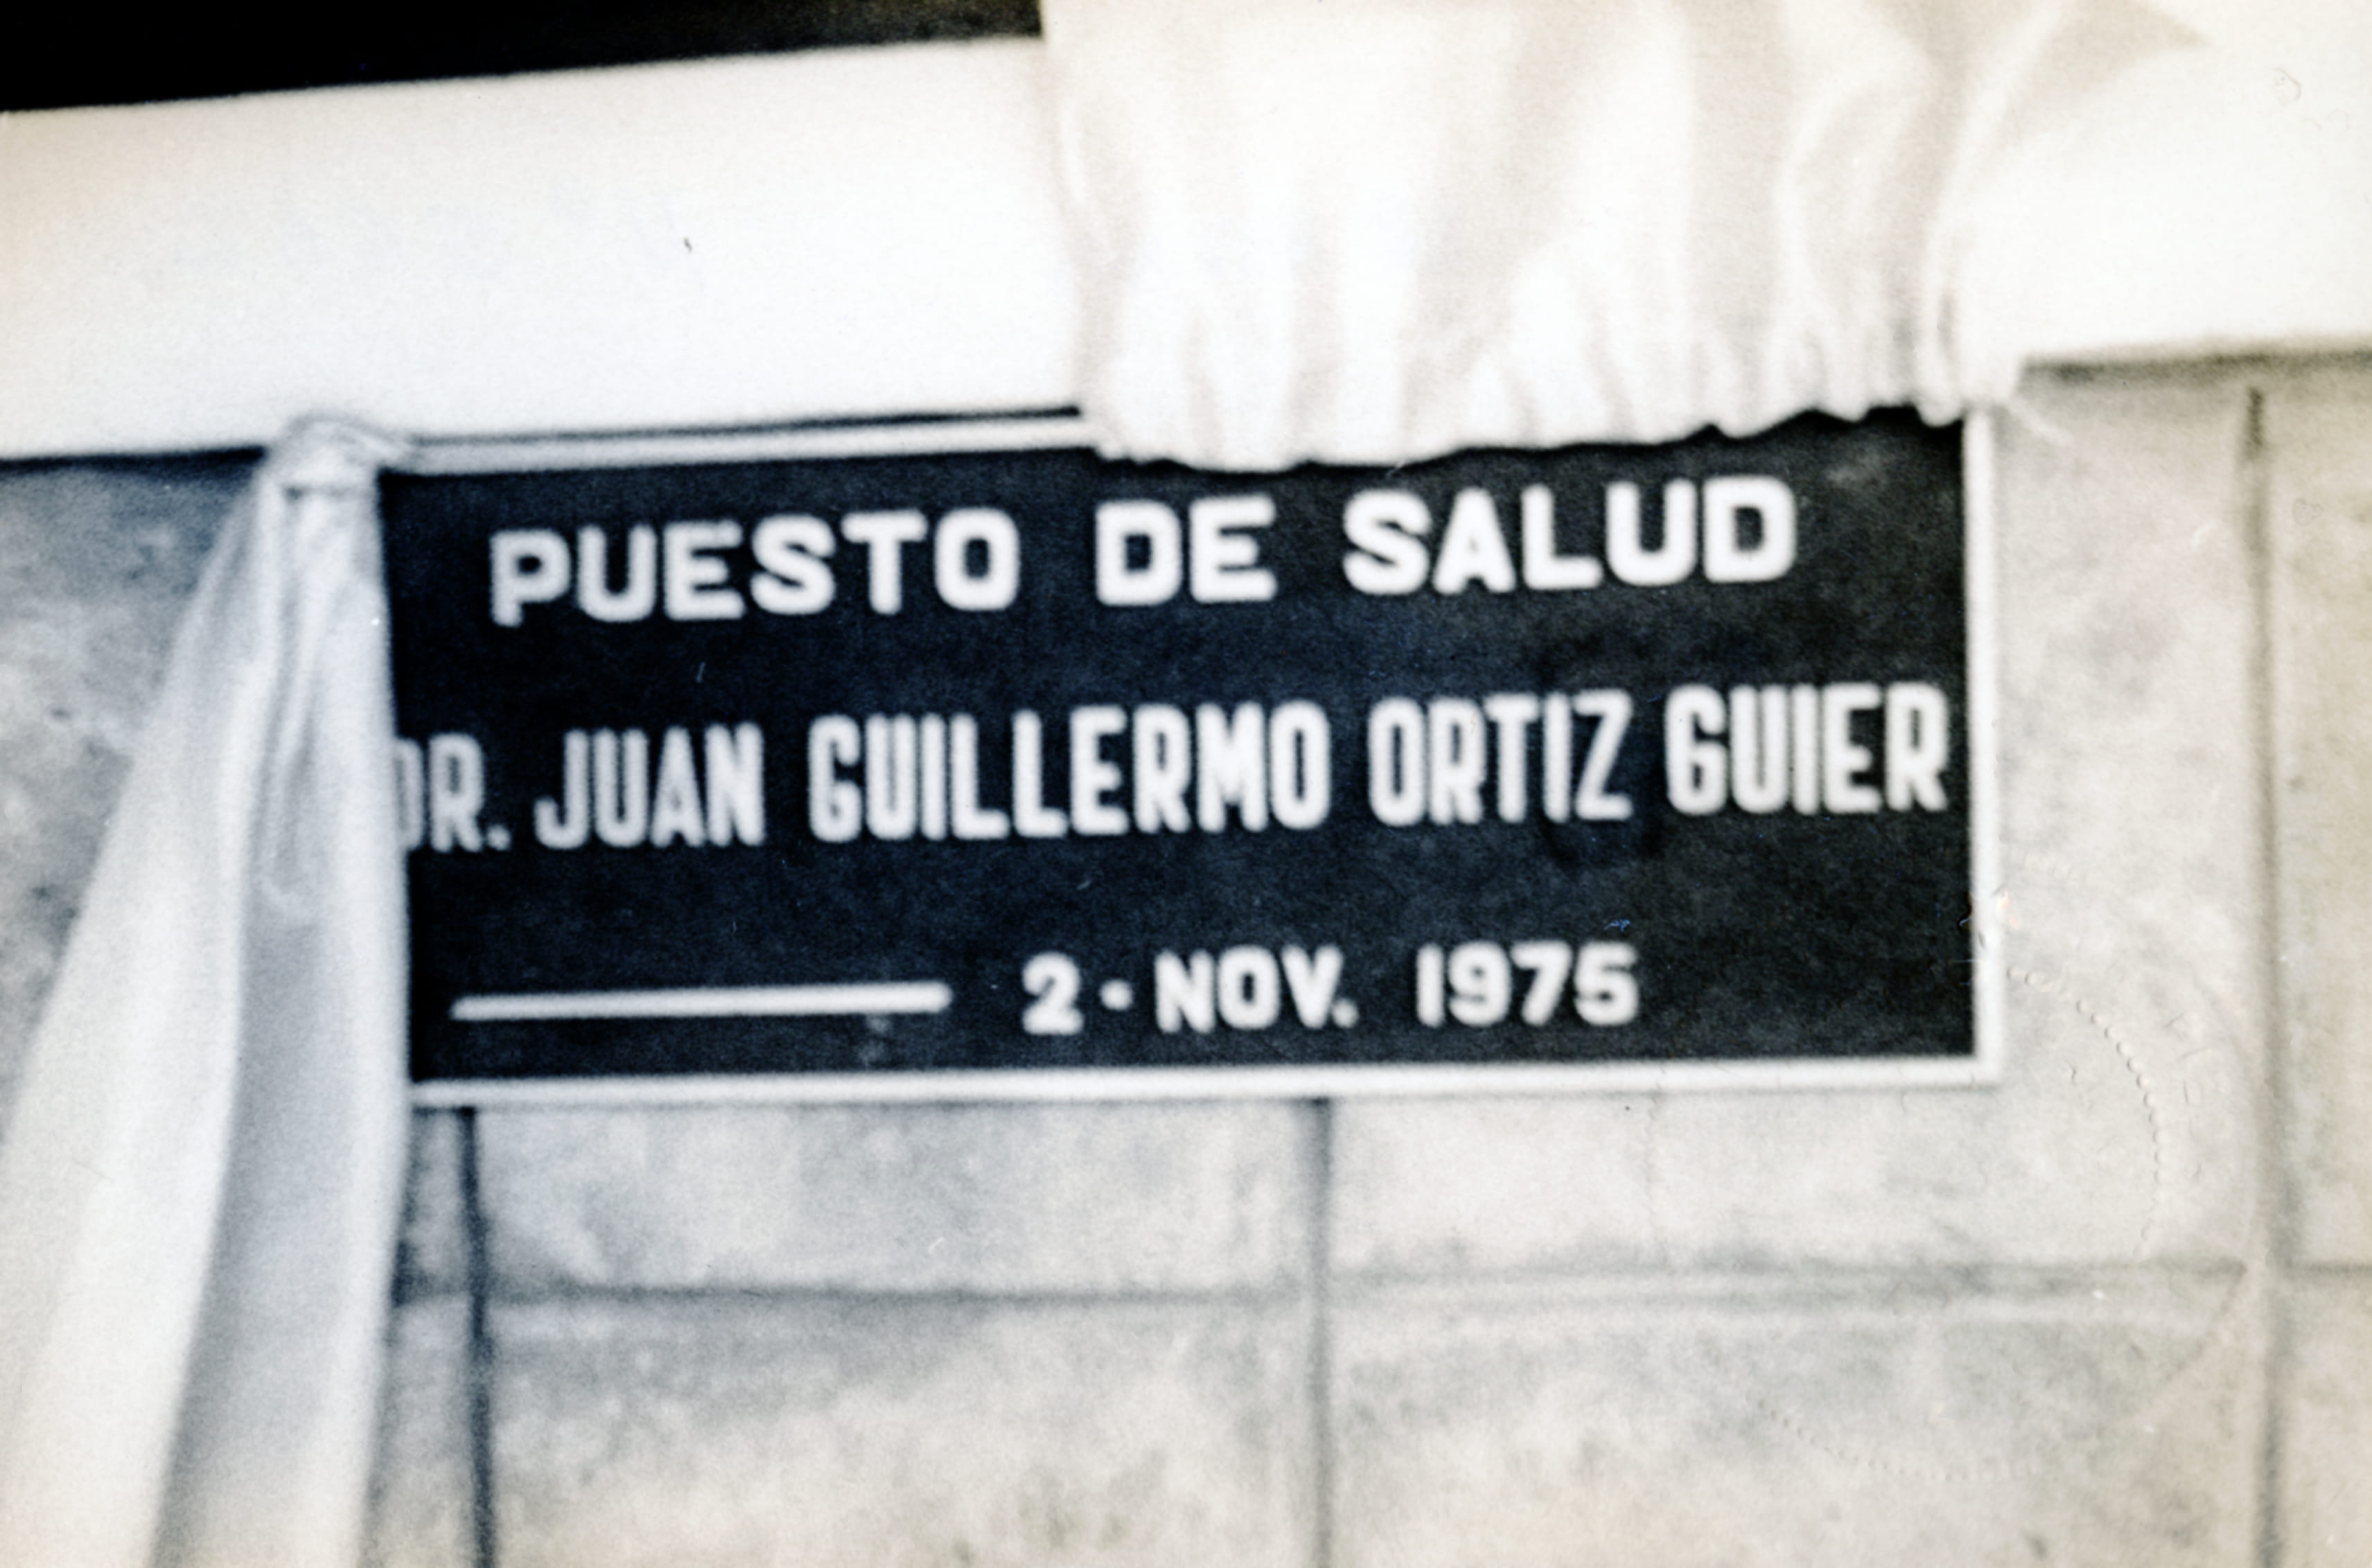 PUESTO DE SALUD
DR. JUAN GUILLERMO ORTIZ GUIER
2-NOV. 1975